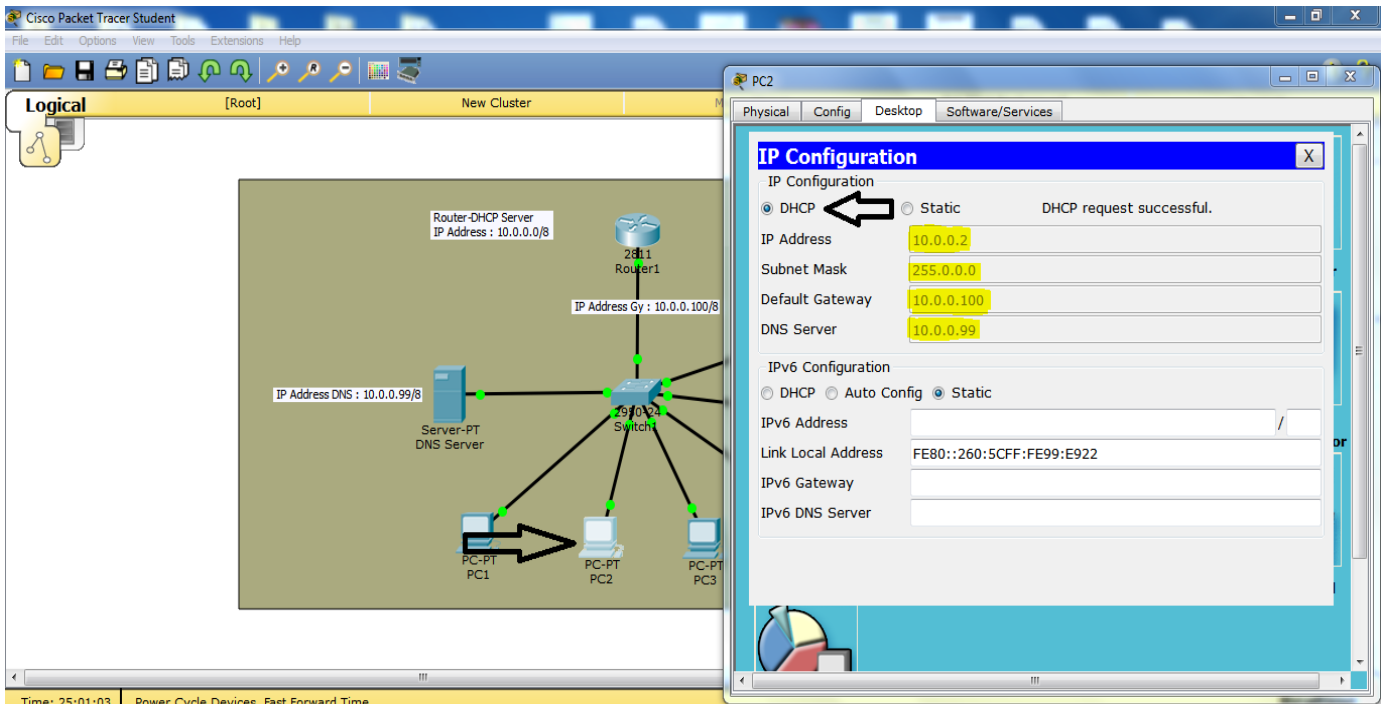 Cisco Packet Tracer Student
File Edit Options View Tools Extensions Help
Logical
[Root]
New Cluster
Router-DHCP Server
IP Address : 10.0.0.0/8
2811
Router1
IP Address Gy : 10.0.0.100/8
IP Address DNS : 10.0.0.99/8
Server-PT
DNS Server
2950-24
Switch1
PC-PT
PC1
PC-PT
PC2
PC-PT
PC3
Time: 25:01:03 Power Cycle Devices Fast Forward Time
PC2
X
Physical Config Desktop Software/Services
IP Configuration X
IP Configuration
DHCP Static DHCP request successful.
IP Address 10.0.0.2
Subnet Mask 255.0.0.0
Default Gateway 10.0.0.100
DNS Server 10.0.0.99
IPv6 Configuration
DHCP Auto Config Static
IPv6 Address /
Link Local Address FE80::260:5CFF:FE99:E922
IPv6 Gateway
IPv6 DNS Server